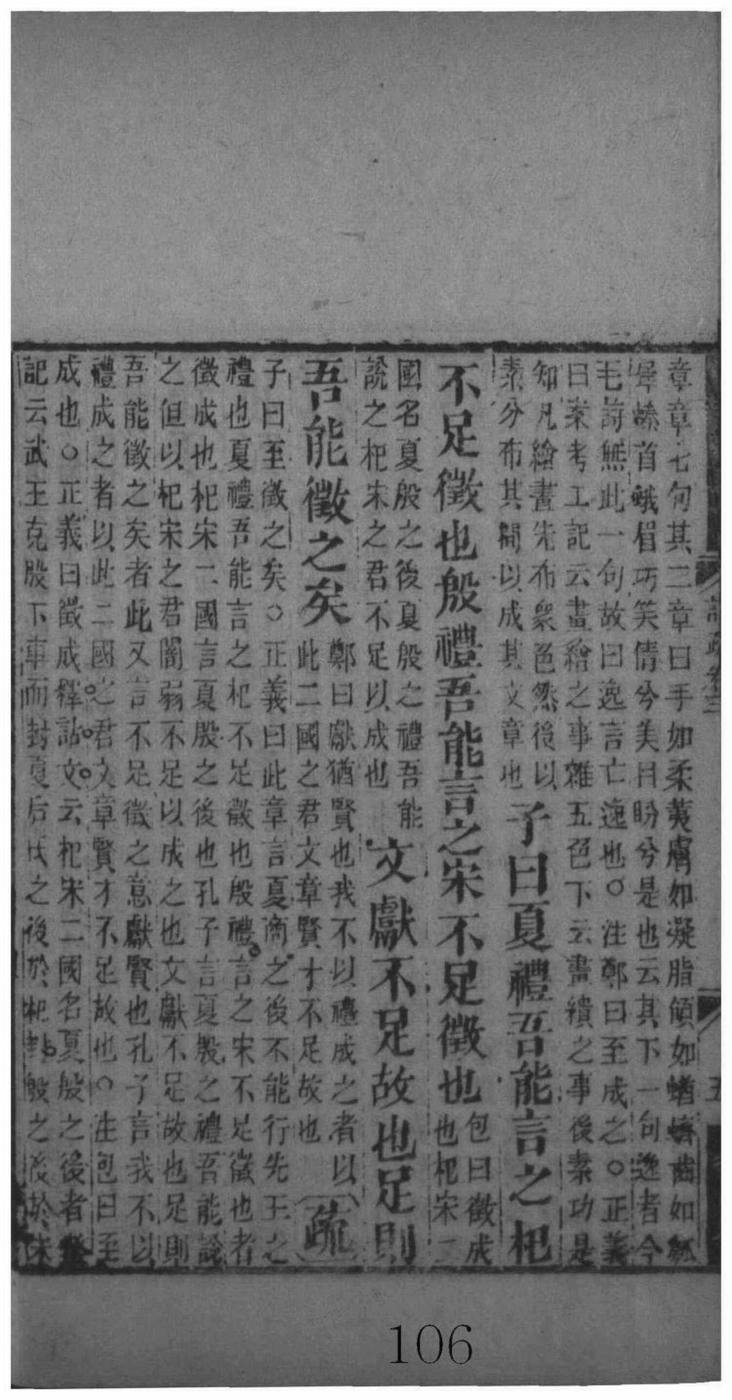 章章七句其二章曰手如柔荑膚如凝脂領如蝤蠐齒如瓠
犀螓首蛾眉巧笑倩兮美目盼兮是也云其下一句逸者今
毛詩無此一句故曰逸言亡逸也○注鄭曰至成之○正義
曰案考工記云畫繪之事雜五色下云畫繢之事後素功是
知凡繪畫先布衆色然後以
素分布其間以成其文章也
子曰夏禮吾能言之杞
不足徵也殷禮吾能言之宋不足徵也
包曰徵成
也杞宋二
國名夏殷之後夏殷之禮吾能
說之杞宋之君不足以成也
文獻不足故也足則
吾能徵之矣
鄭曰獻猶賢也我不以禮成之者以
此二國之君文章賢才不足故也
疏
子曰至徵之矣○正義曰此章言夏商之後不能行先王之
禮也夏禮吾能言之杞不足徵也殷禮○言之宋不足徵也者
徵成也杞宋二國言夏殷之後也孔子言夏殷之禮吾能說
之但以杞宋之君闇弱不足以成之也文獻不足故也足則
吾能徵之矣者此又言不足徵之意獻賢也孔子言我不以
禮成之者以此二國之君文章賢才不足故也○注包曰至
成也○正義曰徵成釋詁文云杞宋二國名夏殷之後者
記云武王克殷下車而封夏后氏之後於杞封殷之後於宋
論疏卷三
五
106